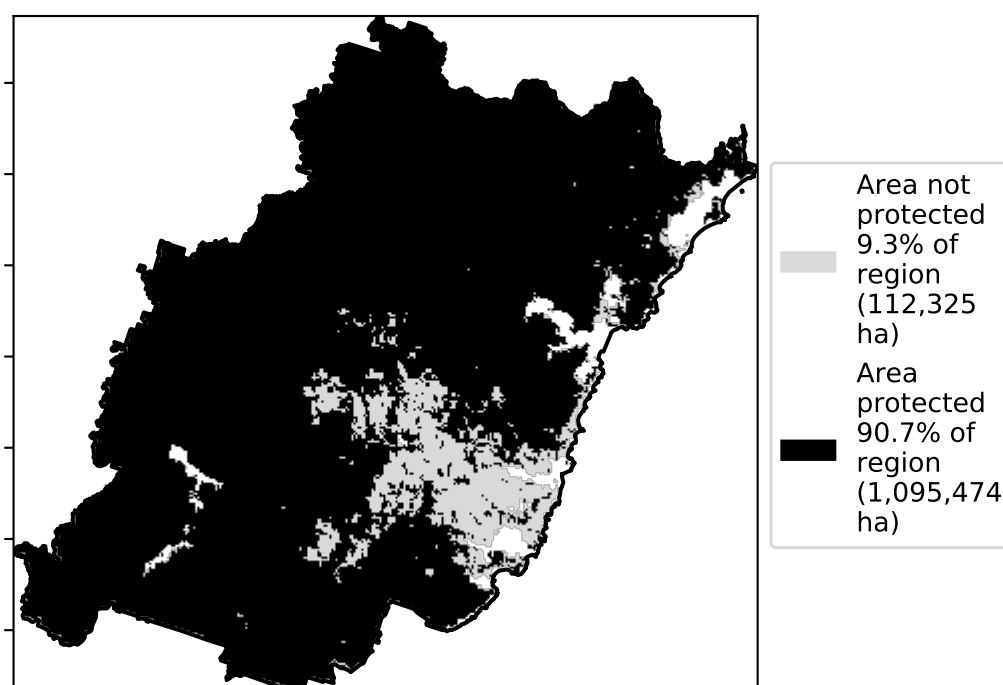 Area not
protected
9.3% of
region
(112,325
ha)
Area
protected
90.7% of
region
(1,095,474
ha)